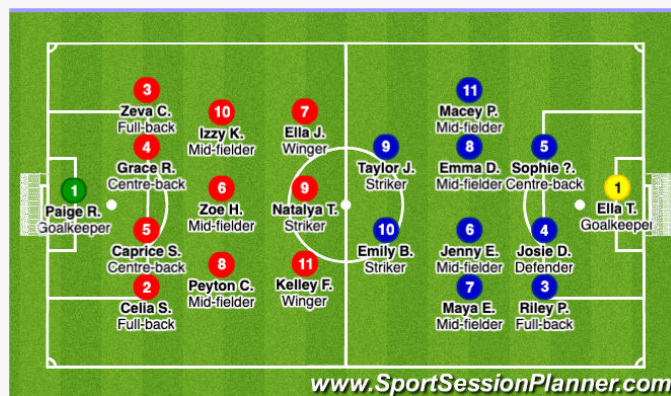 3
Zeva C.
Full-back
10
Izzy K.
Mid-fielder
7
Ella J.
Winger
11
Macey P.
Mid-fielder
4
Grace R.
Centre-back
9
Taylor J.
Striker
8
Emma D.
Mid-fielder
5
Sophie ?.
Centre-back
1
Paige R.
Goalkeeper
6
Zoe H.
Mid-fielder
9
Natalya T.
Striker
1
Ella T.
Goalkeeper
5
Caprice S.
Centre-back
10
Emily B.
Striker
6
Jenny E.
Mid-fielder
4
Josie D.
Defender
2
Celia S.
Full-back
8
Peyton C.
Mid-fielder
11
Kelley F.
Winger
7
Maya E.
Mid-fielder
3
Riley P.
Full-back
www.SportSessionPlanner.com